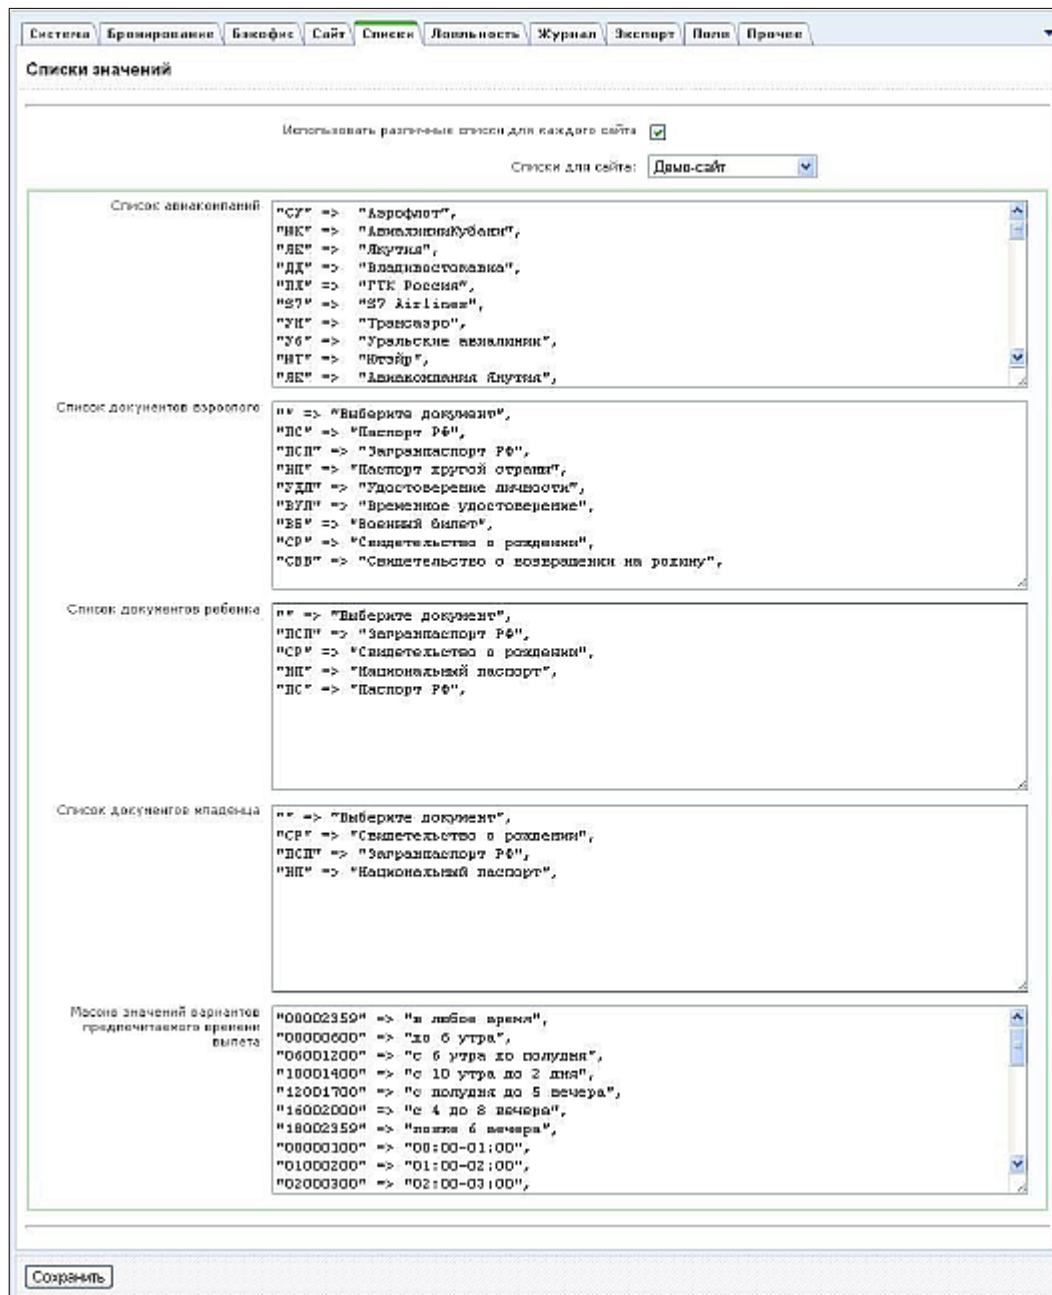 Система Бронирование Бэкофис Сайт Списки Лояльность Журнал Экспорт Поля Прочее
Списки значений
Использовать различные списки для каждого сайта
Списки для сайта: Демо-сайт
Список авиакомпаний
"СУ" => "Аэрофлот",
"ЙК" => "АвиалинииКубани",
"ЯЕ" => "Якутия",
"ДД" => "Владивостокавиа",
"ПЛ" => "ГТК Россия",
"S7" => "S7 Airlines",
"УН" => "Трансаэро",
"У6" => "Уральские авиалинии",
"ЮТ" => "Ютэйр",
"ЯЕ" => "Авиакомпания Якутия",
Список документов взрослого
"" => "Выберите документ",
"ПС" => "Паспорт РФ",
"ПСП" => "Загранпаспорт РФ",
"НП" => "Паспорт другой страны",
"УДЛ" => "Удостоверение личности",
"ВУЛ" => "Временное удостоверение",
"ВБ" => "Военный билет",
"СР" => "Свидетельство о рождении",
"СВВ" => "Свидетельство о возвращении на родину",
Список документов ребенка
"" => "Выберите документ",
"ПСП" => "Загранпаспорт РФ",
"СР" => "Свидетельство о рождении",
"НП" => "Национальный паспорт",
"ПС" => "Паспорт РФ",
Список документов младенца
"" => "Выберите документ",
"СР" => "Свидетельство о рождении",
"ПСП" => "Загранпаспорт РФ",
"НП" => "Национальный паспорт",
Масоив значений вариантов
предпочитаемого времени
вылета
"00002359" => "в любое время",
"00000600" => "до 6 утра",
"06001200" => "с 6 утра до полудня",
"10001400" => "с 10 утра до 2 дня",
"12001700" => "с полудня до 5 вечера",
"16002000" => "с 4 до 8 вечера",
"18002359" => "позже 6 вечера",
"00000100" => "00:00-01:00",
"01000200" => "01:00-02:00",
"02000300" => "02:00-03:00",
Сохранить